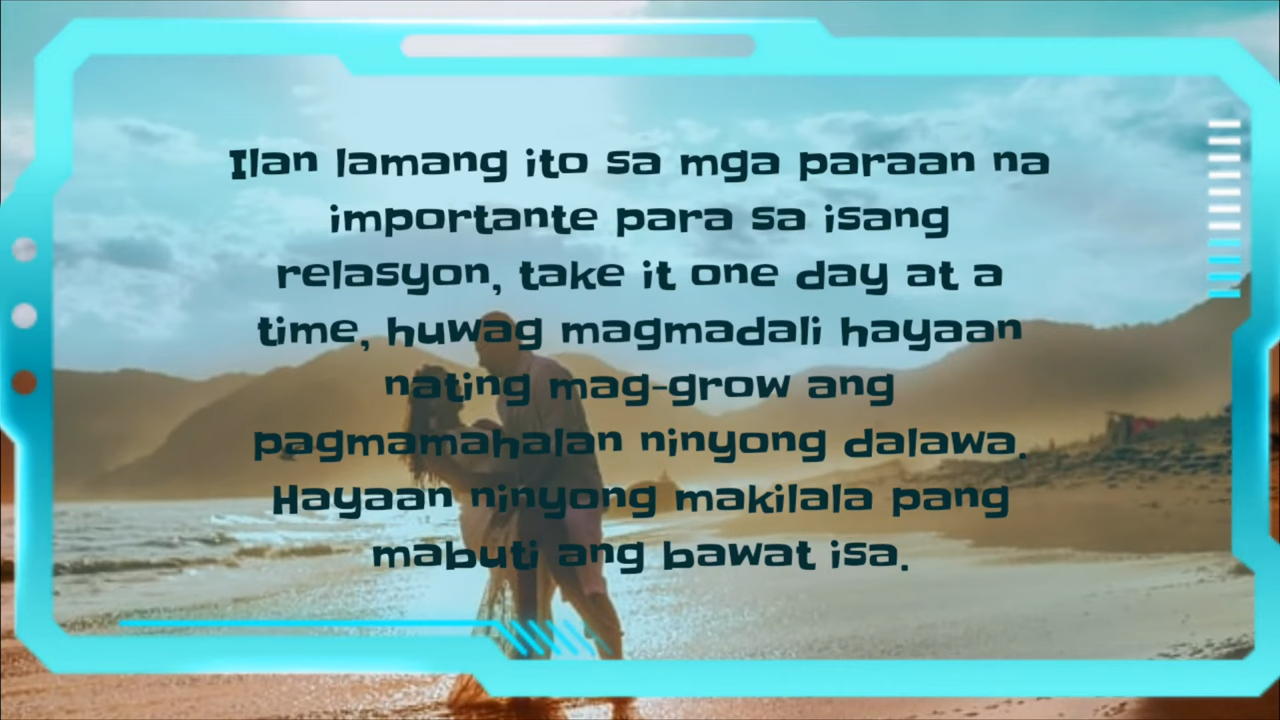 Ilan lamang ito sa mga paraan na
importante para sa isang
relasyon, take it one day at a
time, huwag magmadali hayaan
nating mag-grow ang
pagmamahalan ninyong dalawa.
Hayaan ninyong makilala pang
mabuti ang bawat isa.